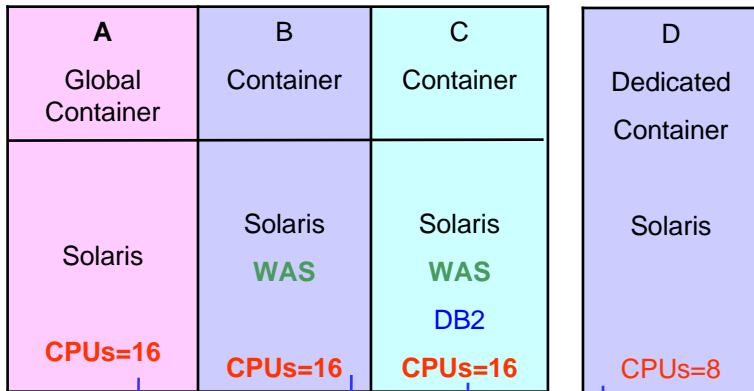 A
Global
Container
Solaris
CPUs=16
B
Container
Solaris
WAS
CPUs=16
C
Container
Solaris
WAS
DB2
CPUs=16
D
Dedicated
Container
Solaris
CPUs=8